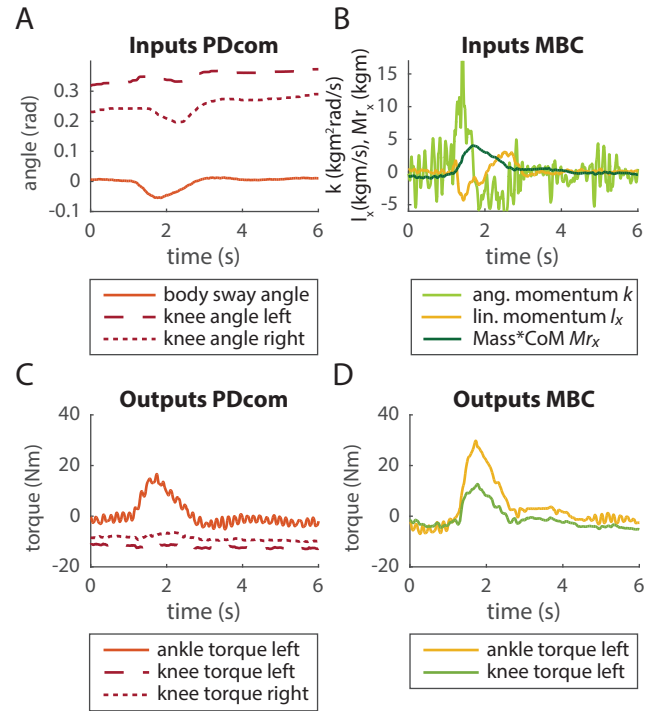 A
Inputs PDcom
angle (rad)
0.3
0.2
0.1
0
-0.1
0
2
4
6
time (s)
body sway angle
knee angle left
knee angle right
B
Inputs MBC
k (kgm²rad/s)
l_x(kgm/s), Mr_x (kgm)
15
10
5
0
-5
0
2
4
6
time (s)
ang. momentum k
lin. momentum l_x
Mass*CoM Mr_x
C
Outputs PDcom
torque (Nm)
40
20
0
-20
0
2
4
6
time (s)
ankle torque left
knee torque left
knee torque right
D
Outputs MBC
torque (Nm)
40
20
0
-20
0
2
4
6
time (s)
ankle torque left
knee torque left